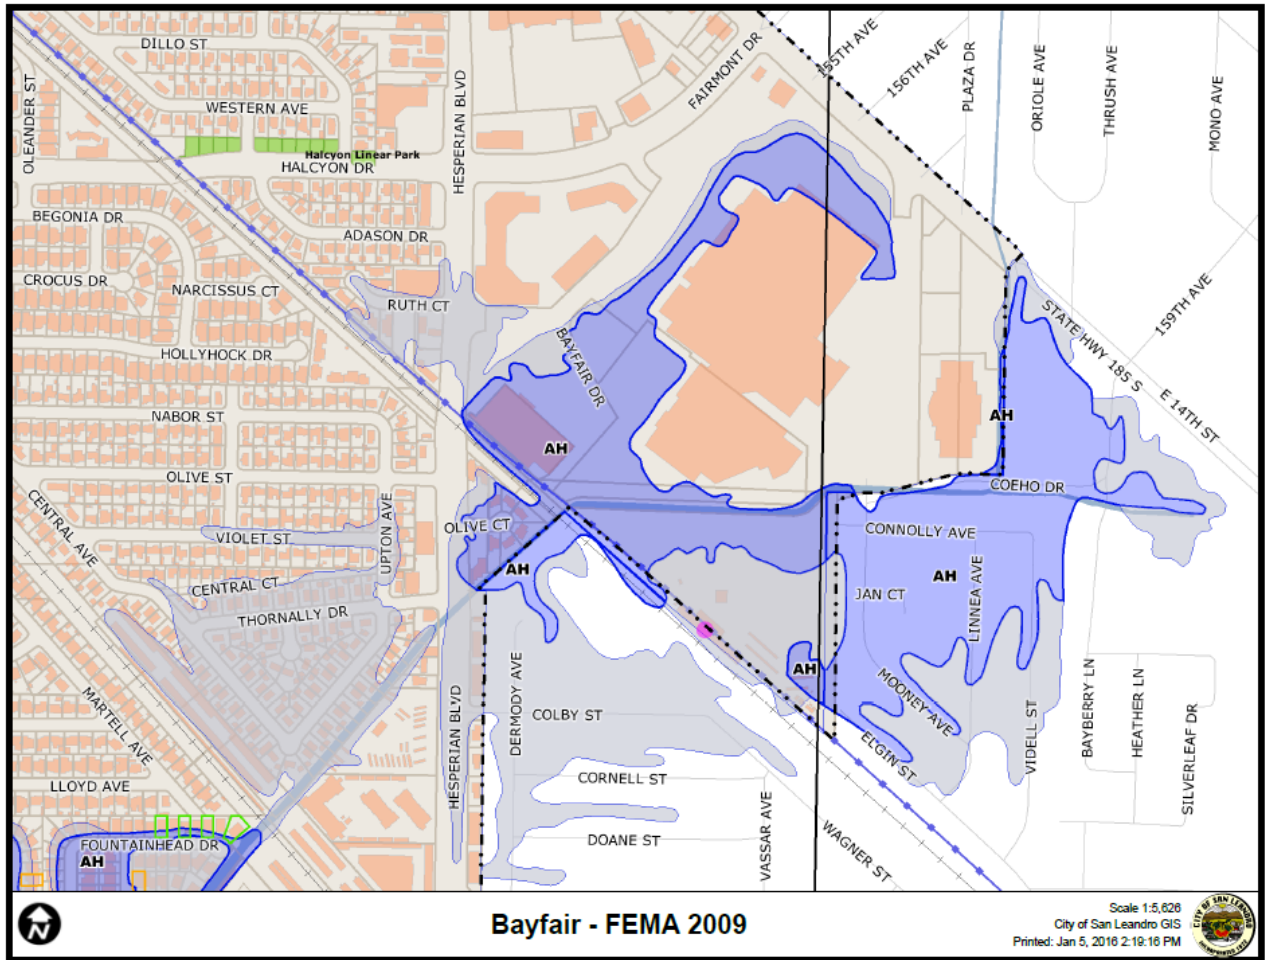 DILLO ST
155TH AVE
156TH AVE
FAIRMONT DR
PLAZA DR
ORIOLE AVE
THRUSH AVE
MONO AVE
OLEANDER ST
WESTERN AVE
HESPERIAN BLVD
Halcyon Linear Park
HALCYON DR
BEGONIA DR
ADASON DR
CROCUS DR
NARCISSUS CT
RUTH CT
159TH AVE
STATE HWY 185 S
HOLLYHOCK DR
BAYFAIR DR
E 14TH ST
NABOR ST
AH
AH
OLIVE ST
COEHO DR
CENTRAL AVE
UPTON AVE
OLIVE CT
CONNOLLY AVE
VIOLET ST
AH
AH
CENTRAL CT
JAN CT
LINNEA AVE
THORNALLY DR
AH
MARTELL AVE
HESPERIAN BLVD
DERMODY AVE
COLBY ST
MOONEY AVE
ELGIN ST
VIDELL ST
BAYBERRY LN
HEATHER LN
SILVERLEAF DR
LLOYD AVE
CORNELL ST
VASSAR AVE
FOUNTAINHEAD DR
DOANE ST
WAGNER ST
AH
N
Bayfair - FEMA 2009
Scale 1:5,626
City of San Leandro GIS
Printed: Jan 5, 2016 2:19:16 PM
CITY OF SAN LEANDRO